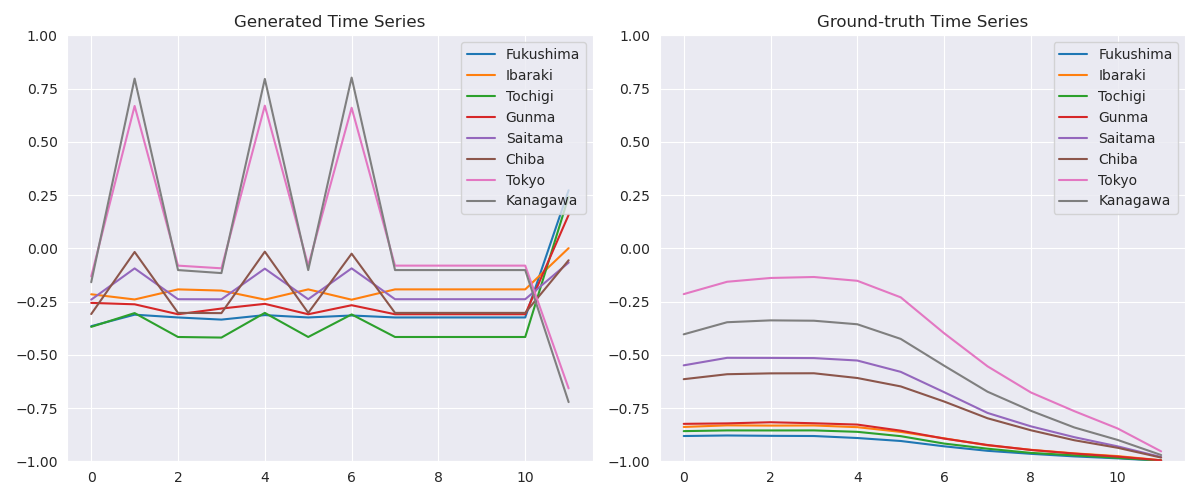 Generated Time Series
1.00
0.75
0.50
0.25
0.00
−0.25
−0.50
−0.75
−1.00
0 2 4 6 8 10
Fukushima
Ibaraki
Tochigi
Gunma
Saitama
Chiba
Tokyo
Kanagawa
Ground-truth Time Series
1.00
0.75
0.50
0.25
0.00
−0.25
−0.50
−0.75
−1.00
0 2 4 6 8 10
Fukushima
Ibaraki
Tochigi
Gunma
Saitama
Chiba
Tokyo
Kanagawa